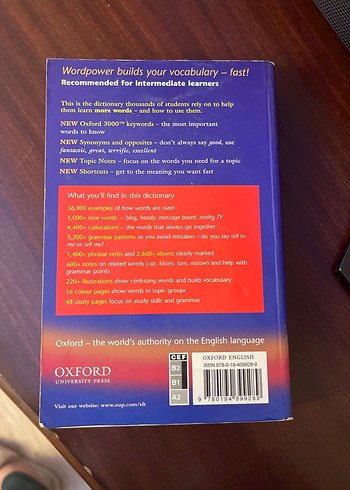 Wordpower builds your vocabulary – fast!
Recommended for intermediate learners
This is the dictionary thousands of students rely on to help
them learn more words – and how to use them.
NEW Oxford 3000™ keywords – the most important
words to know
NEW Synonyms and opposites – don't always say good, use
fantastic, great, terrific, excellent
NEW Topic Notes – focus on the words you need for a topic
NEW Shortcuts – get to the meaning you want fast
What you'll find in this dictionary
36,000 examples of how words are used
1,000+ new words – blog, hoody, message board, reality TV
4,400+ collocations – the words that always go together
3,200+ grammar patterns so you avoid mistakes – do you say tell to
me or tell me?
1,400+ phrasal verbs and 2,600+ idioms clearly marked
600+ notes on related words (cat, kitten, tom, miaow) and help with
grammar points
220+ illustrations show confusing words and build vocabulary
16 colour pages show words in topic groups
48 study pages focus on study skills and grammar
Oxford – the world's authority on the English language
OXFORD
UNIVERSITY PRESS
Visit our website: www.oup.com/elt
CEF
B2
B1
A2
OXFORD ENGLISH
ISBN 978-0-19-439928-9
9 780194 399289